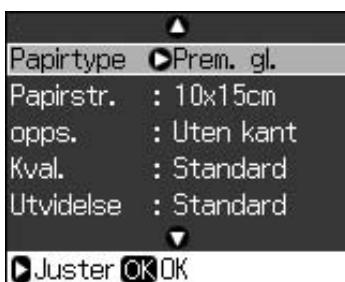 Papirtype Prem. gl.
Papirstr. : 10x15cm
opps. : Uten kant
Kval. : Standard
Utvidelse : Standard
Juster OK OK